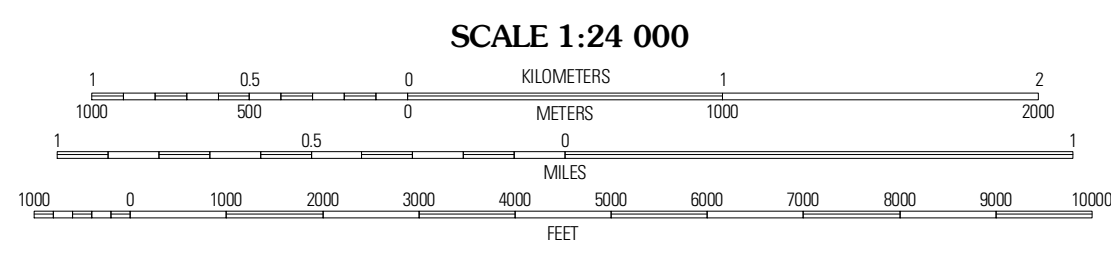 SCALE 1:24 000
1 0.5 0 KILOMETERS 1 2
1000 500 0 METERS 1000 2000
1 0.5 0 1
MILES
1000 0 1000 2000 3000 4000 5000 6000 7000 8000 9000 10000
FEET